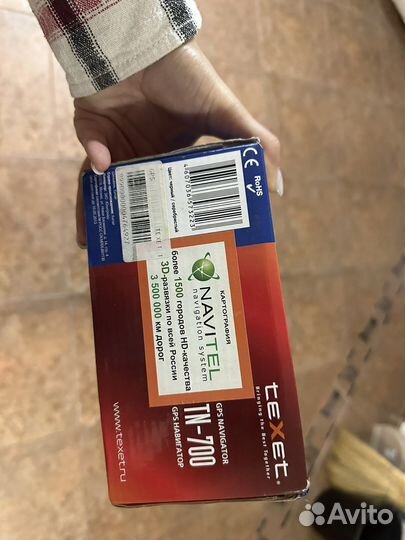 teXet
Bringing the Best Together
GPS NAVIGATOR
TN-700
GPS НАВИГАТОР
www.texet.ru
КАРТОГРАФИЯ
NAVITEL
navigation system
более 1500 городов HD-качества
3D-развязки по всей России
3 500 000 км дорог
CE
RoHS
Цвет: черный / серебристый
GPS
TEXET
Avito